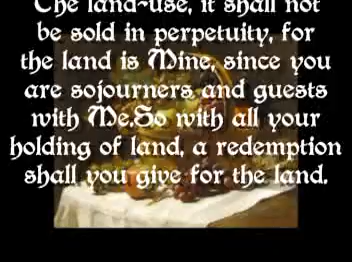 The land-use, it shall not
be sold in perpetuity, for
the land is Mine, since you
are sojourners and guests
with Me.So with all your
holding of land, a redemption
shall you give for the land.